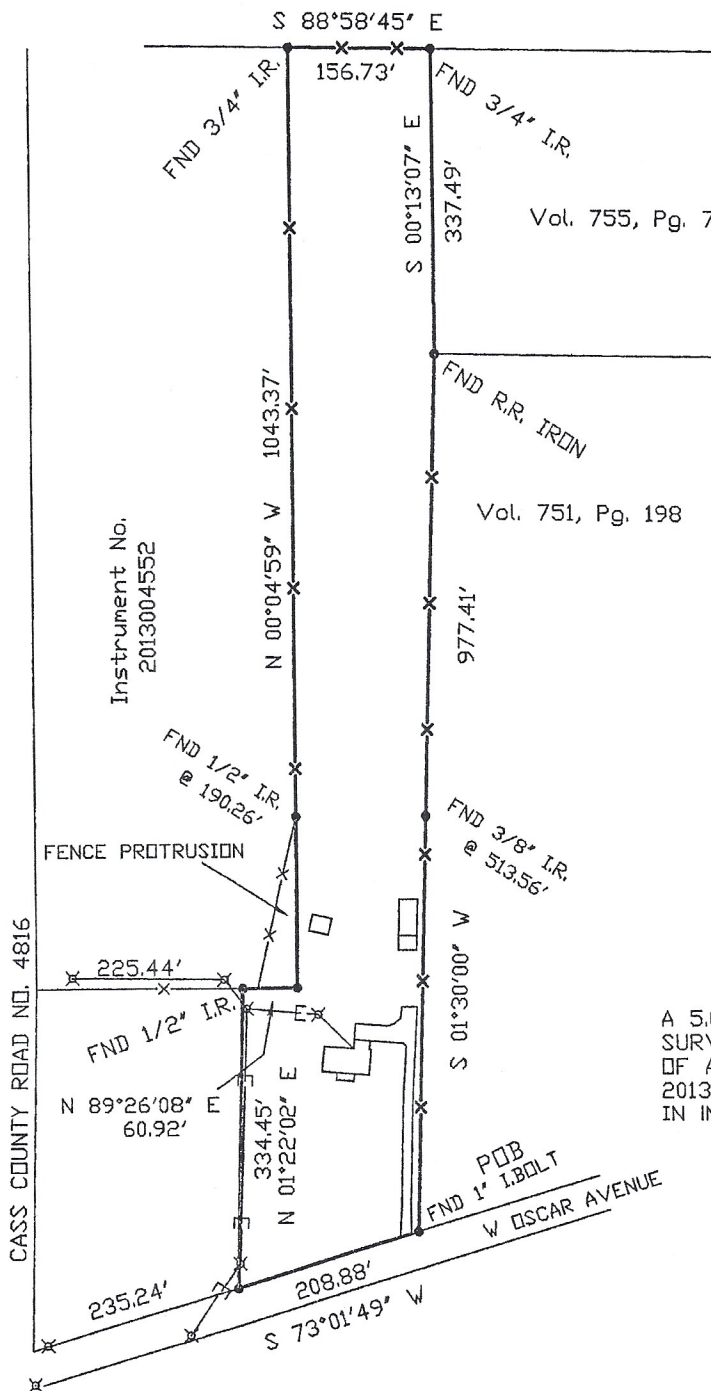 S 88°58'45" E
156.73'
FND 3/4" I.R.
FND 3/4" I.R.
S 00°13'07" E
337.49'
Vol. 755, Pg. 7
FND R.R. IRON
N 00°04'59" W
1043.37'
Vol. 751, Pg. 198
977.41'
Instrument No.
2013004552
FND 1/2" I.R.
@ 190.26'
FND 3/8" I.R.
@ 513.56'
FENCE PROTRUSION
S 01°30'00" W
CASS COUNTY ROAD NO. 4816
225.44'
FND 1/2" I.R.
E
N 89°26'08" E
60.92'
E
334.45'
N 01°22'02" E
E
E
A 5.
SURV
OF A
2013
IN IN
POB
FND 1" I.BOLT
W OSCAR AVENUE
235.24'
208.88'
S 73°01'49" W